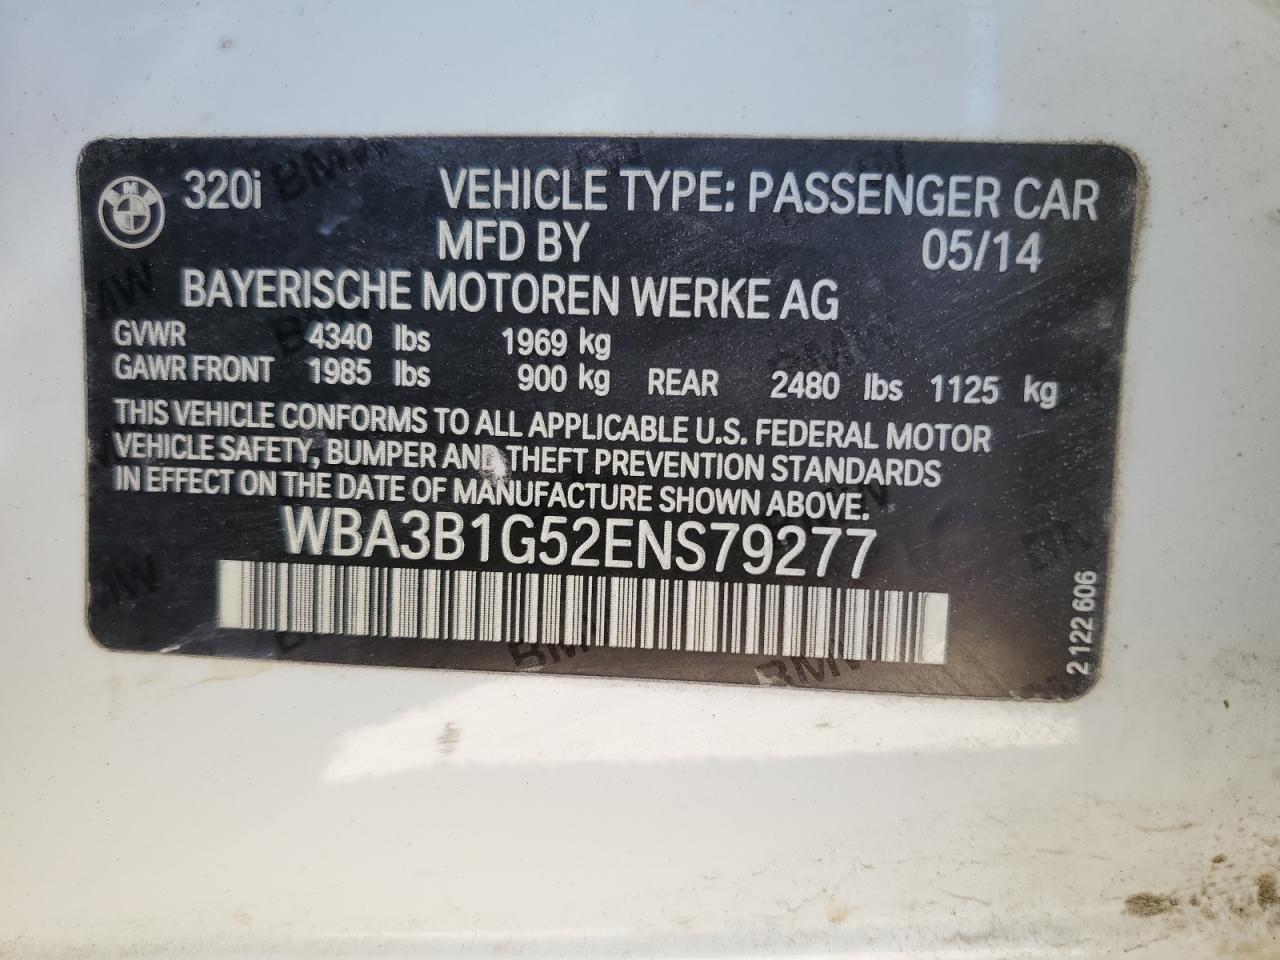 320i VEHICLE TYPE: PASSENGER CAR
MFD BY 05/14
BAYERISCHE MOTOREN WERKE AG
GVWR 4340 lbs 1969 kg
GAWR FRONT 1985 lbs 900 kg REAR 2480 lbs 1125 kg
THIS VEHICLE CONFORMS TO ALL APPLICABLE U.S. FEDERAL MOTOR
VEHICLE SAFETY, BUMPER AND THEFT PREVENTION STANDARDS
IN EFFECT ON THE DATE OF MANUFACTURE SHOWN ABOVE.
WBA3B1G52ENS79277
2 122 606